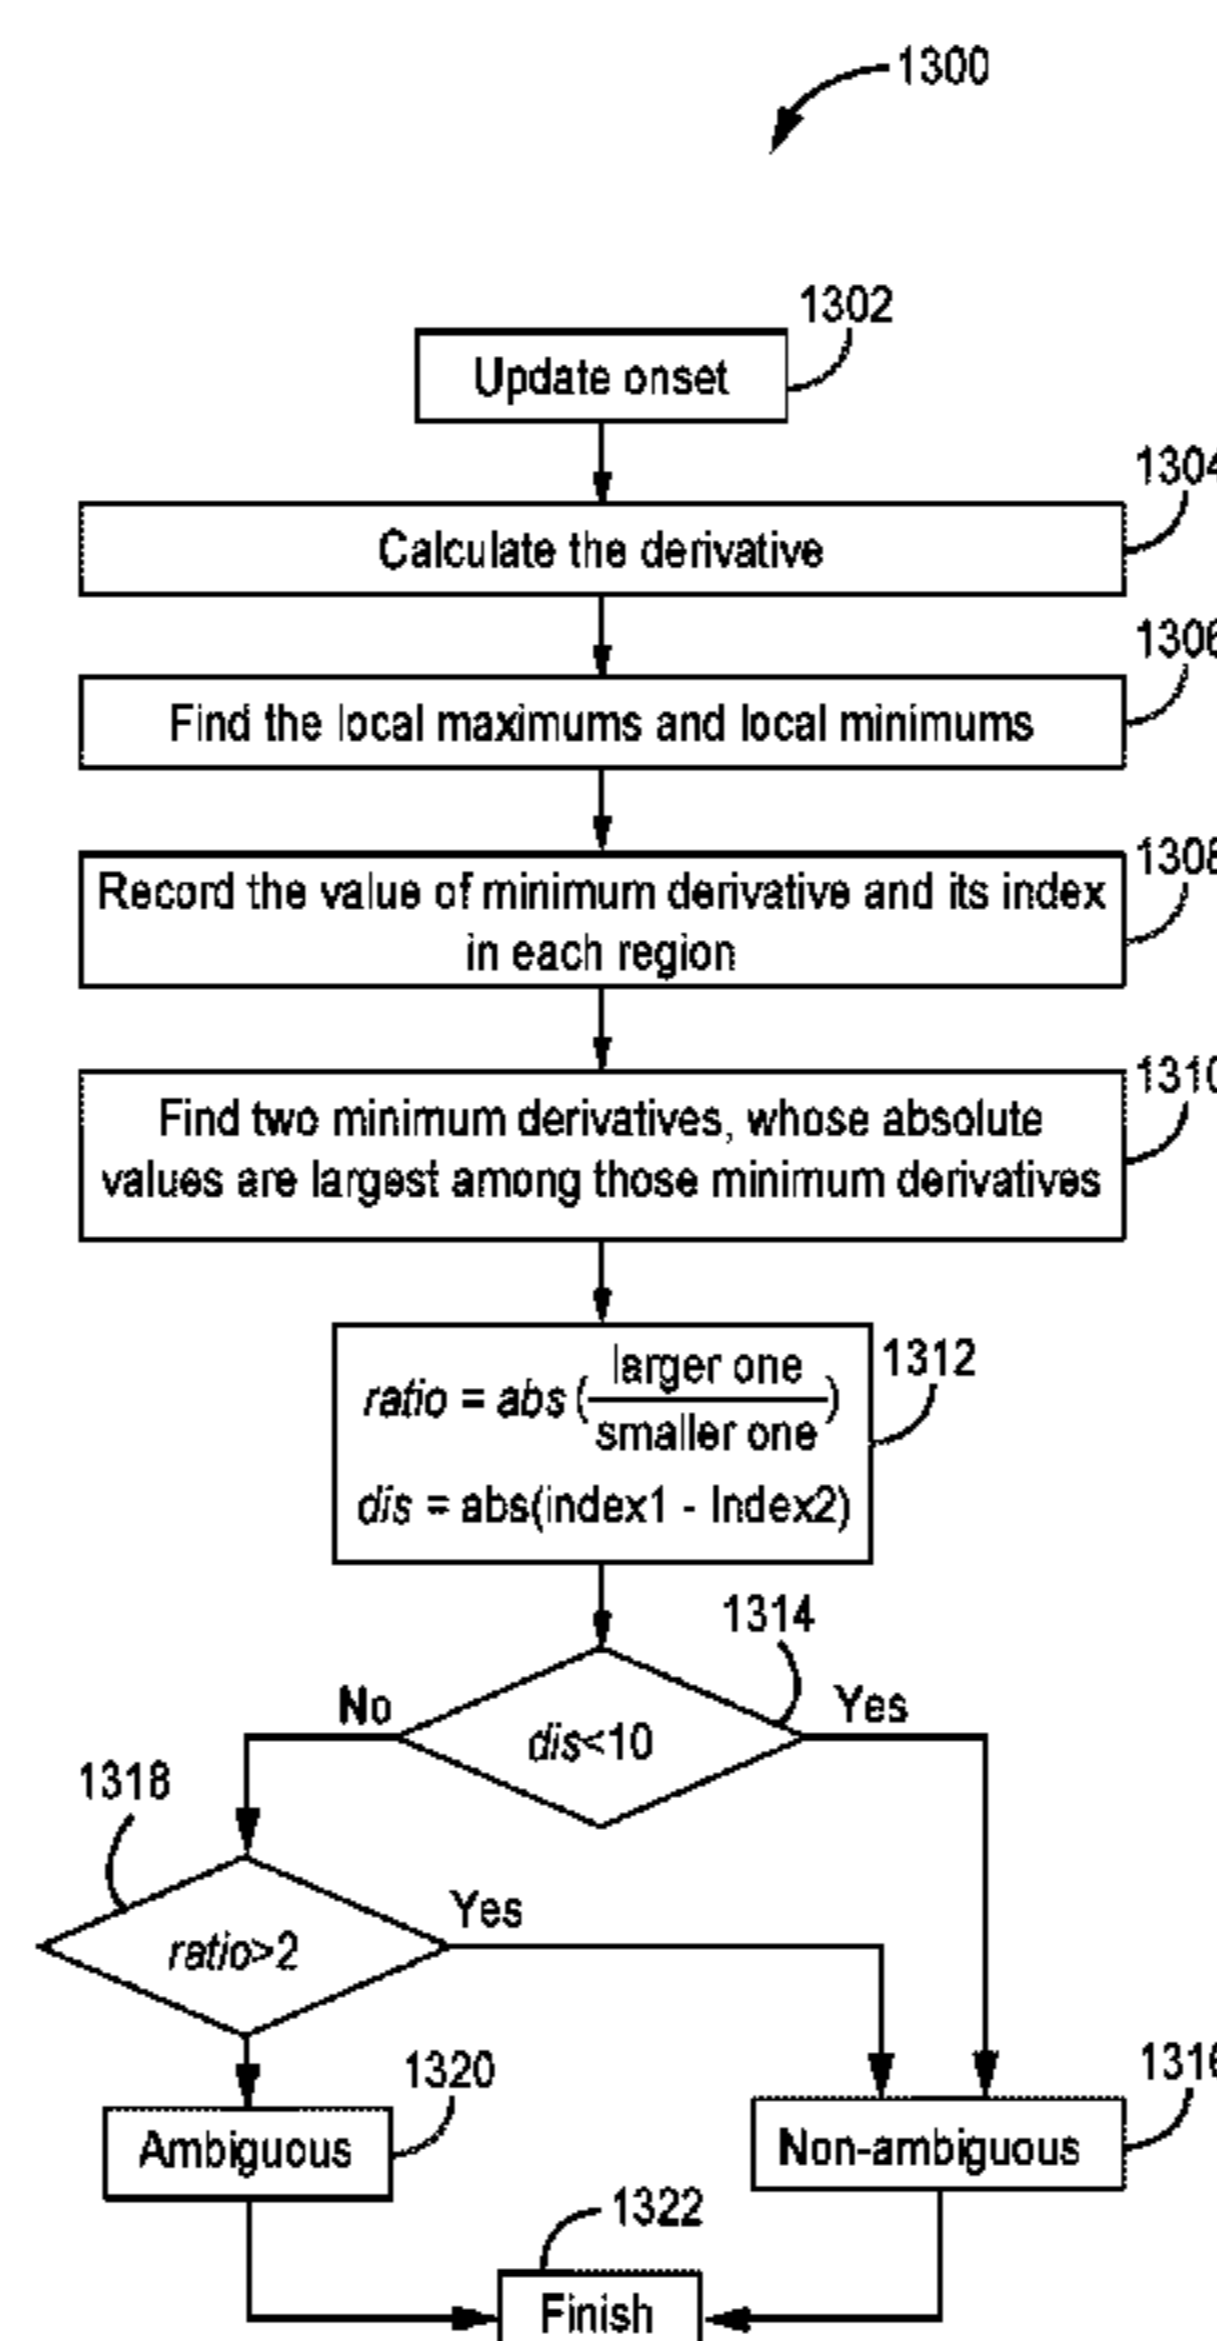 1300
1302
Update onset
1304
Calculate the derivative
1306
Find the local maximums and local minimums
1308
Record the value of minimum derivative and its index
in each region
1310
Find two minimum derivatives, whose absolute
values are largest among those minimum derivatives
1312
ratio = abs (larger one
smaller one)
dis = abs(index1 - Index2)
1314
No
Yes
dis<10
1318
Yes
ratio>2
1320
1316
Ambiguous
Non-ambiguous
1322
Finish